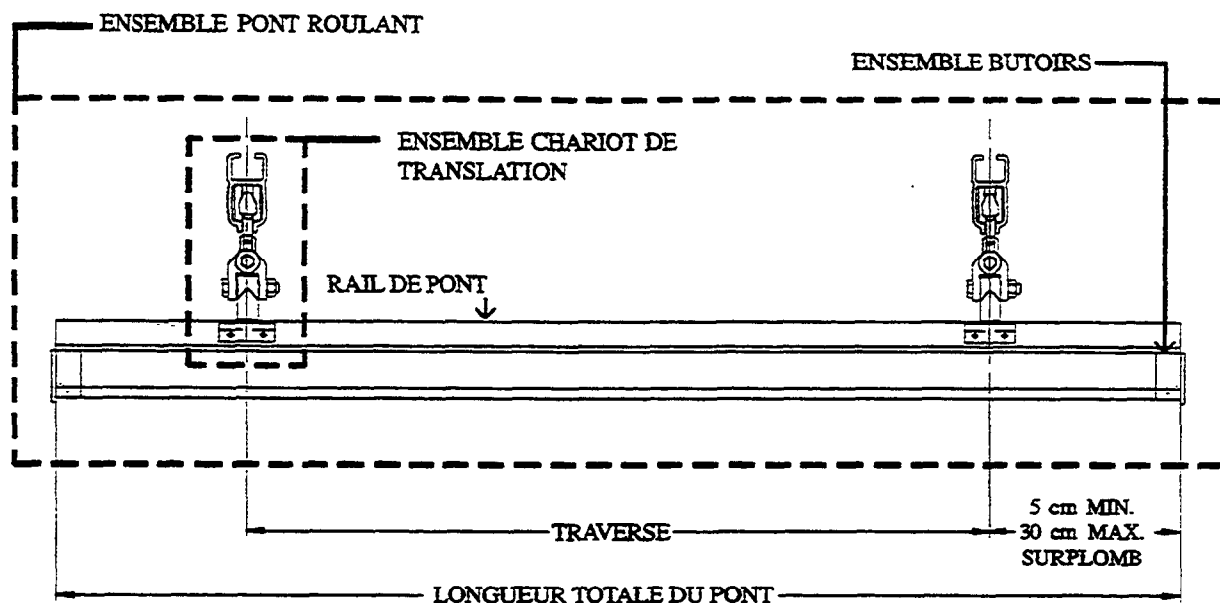 ENSEMBLE PONT ROULANT
ENSEMBLE BUTOIRS
ENSEMBLE CHARIOT DE
TRANSLATION
RAIL DE PONT
5 cm MIN.
TRAVERSE
30 cm MAX.
SURPLOMB
LONGUEUR TOTALE DU PONT